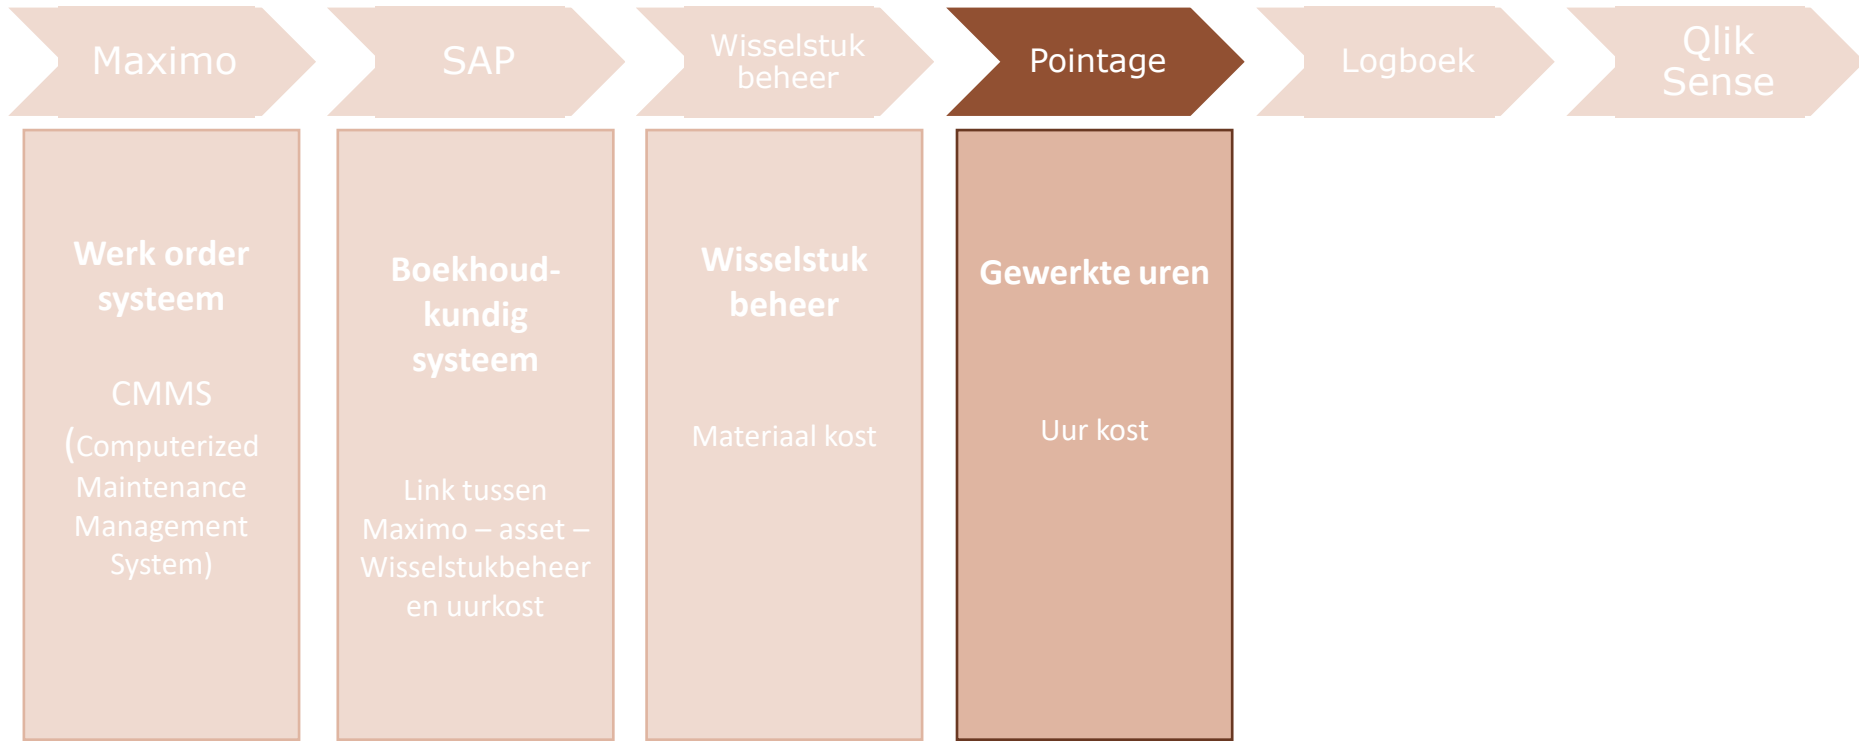 Maximo
SAP
Wisselstuk
beheer
Pointage
Logboek
Qlik
Sense
Werk order
systeem
CMMS
(Computerized
Maintenance
Management
System)
Boekhoud-
kundig
systeem
Link tussen
Maximo – asset –
Wisselstukbeheer
en uurkost
Wisselstuk
beheer
Materiaal kost
Gewerkte uren
Uur kost